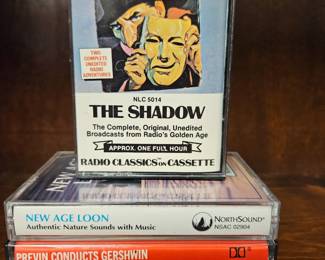 TWO
COMPLETE
UNEDITED
RADIO
ADVENTURES
NLC 5014
THE SHADOW
The Complete, Original, Unedited
Broadcasts from Radio's Golden Age
APPROX. ONE FULL HOUR
RADIO CLASSICS ON CASSETTE
NEW AGE LOON
Authentic Nature Sounds with Music
NORTHSOUND
NSAC 02904
PREVIN CONDUCTS GERSHWIN